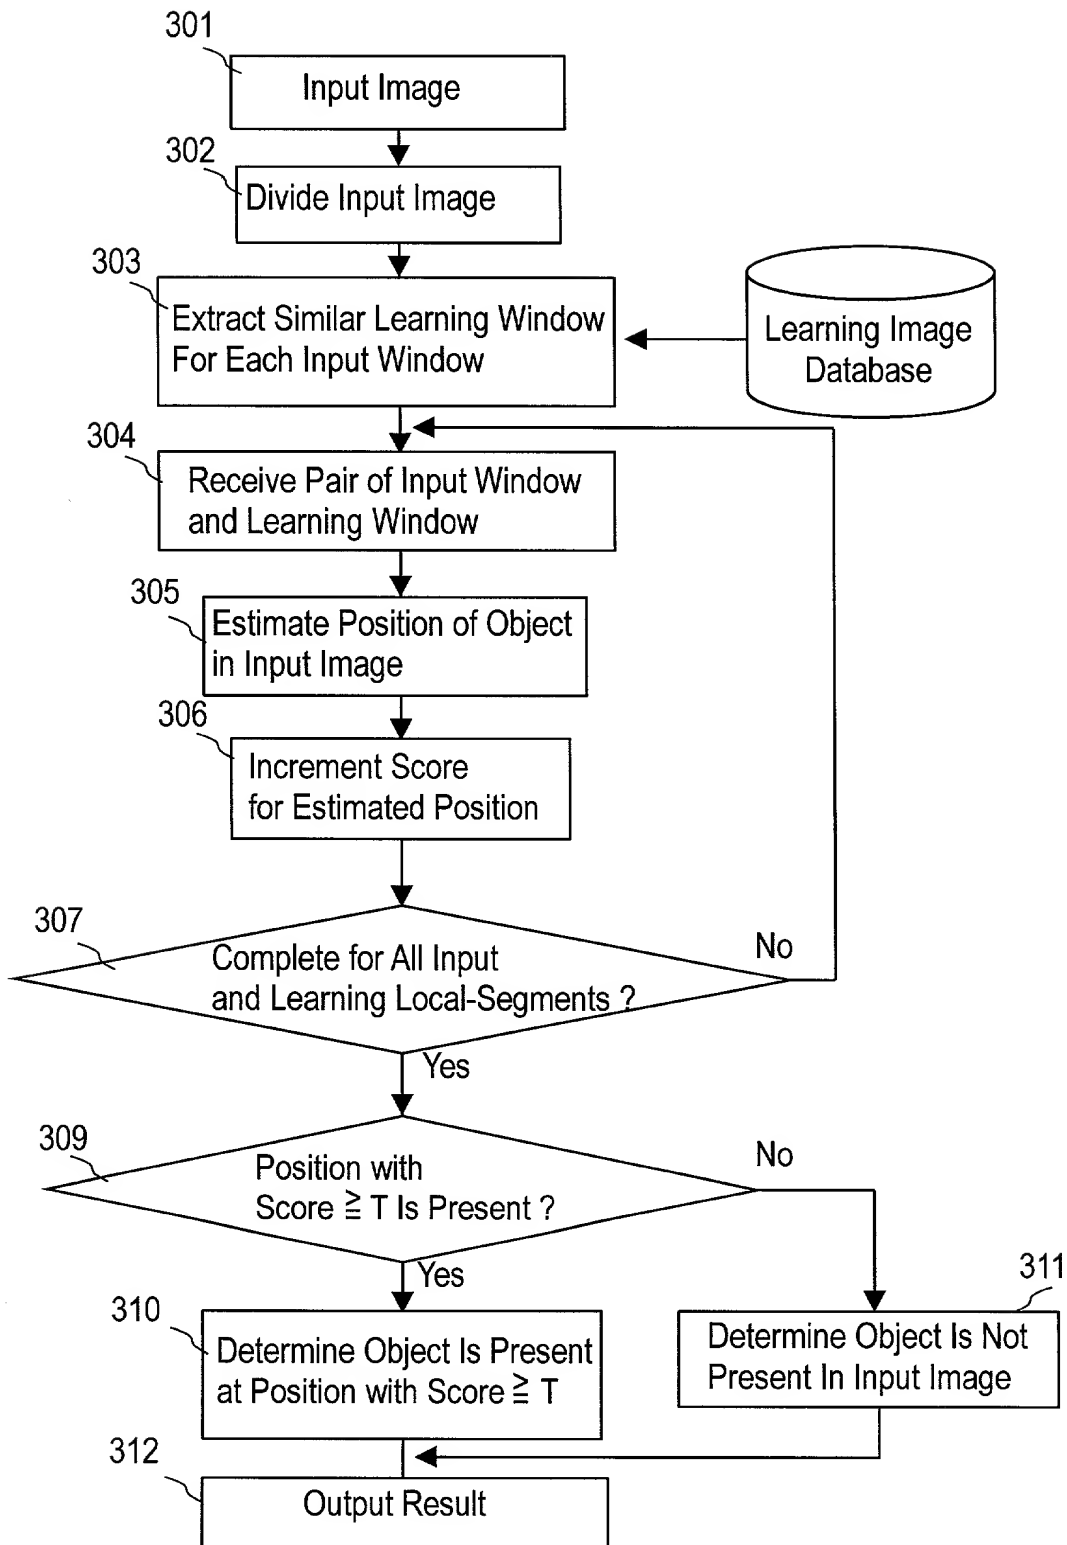 301
Input Image
302
Divide Input Image
303
Extract Similar Learning Window
For Each Input Window
Learning Image
Database
304
Receive Pair of Input Window
and Learning Window
305
Estimate Position of Object
in Input Image
306
Increment Score
for Estimated Position
307
Complete for All Input
and Learning Local-Segments ?
No
Yes
309
Position with
Score ≧ T Is Present ?
No
Yes
310
Determine Object Is Present
at Position with Score ≧ T
311
Determine Object Is Not
Present In Input Image
312
Output Result